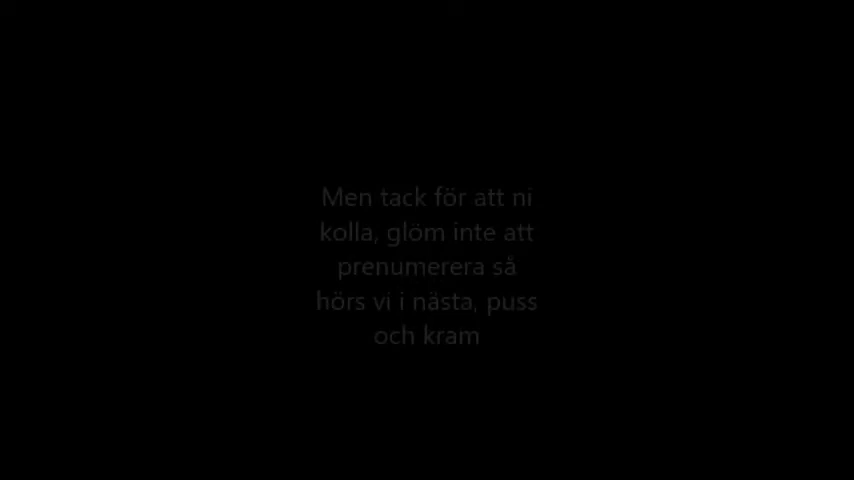 Men tack för att ni
kolla, glöm inte att
prenumerera så
hörs vi i nästa, puss
och kram